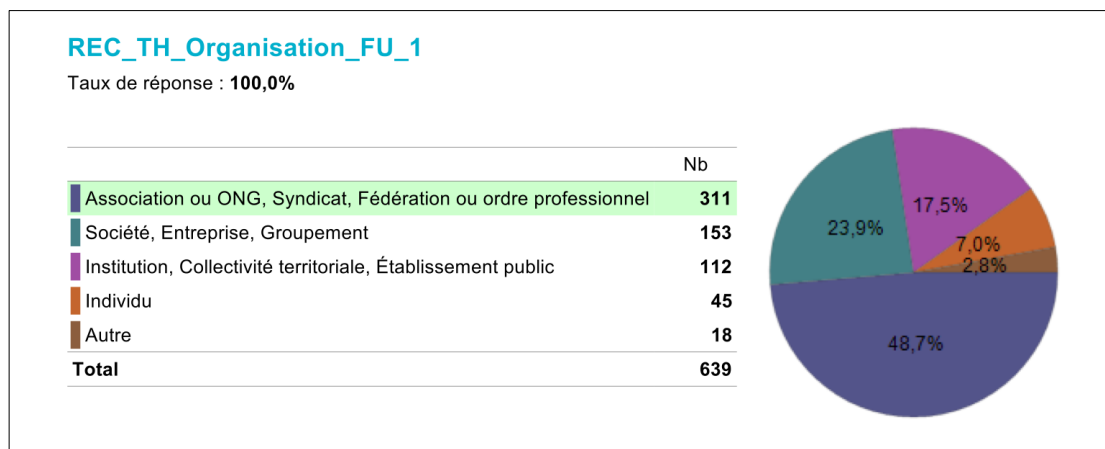 REC_TH_Organisation_FU_1
Taux de réponse : 100,0%
Nb
Association ou ONG, Syndicat, Fédération ou ordre professionnel 311
Société, Entreprise, Groupement 153
Institution, Collectivité territoriale, Établissement public 112
Individu 45
Autre 18
Total 639
17,5%
23,9%
7,0%
2,8%
48,7%